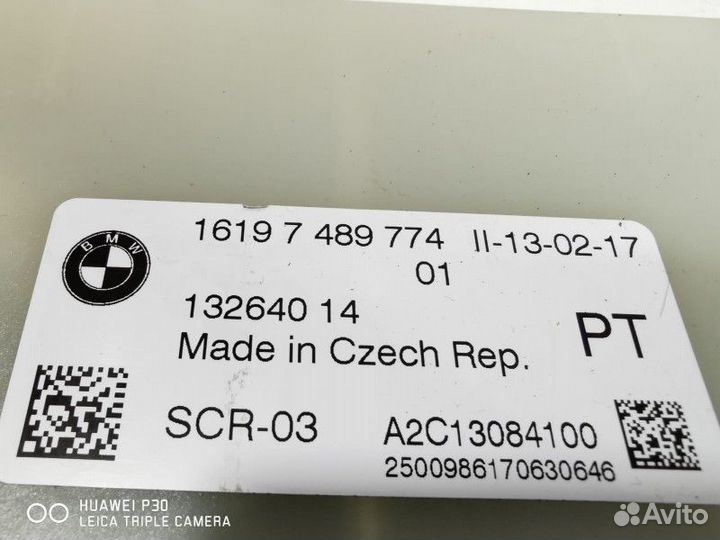 BMW
1619 7 489 774 II-13-02-17
01
132640 14
Made in Czech Rep.
PT
SCR-03 A2C13084100
2500986170630646
HUAWEI P30
LEICA TRIPLE CAMERA
Avito